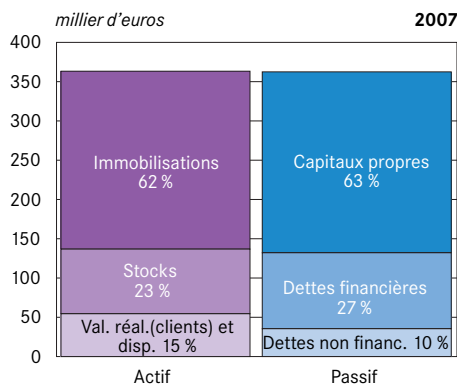 millier d'euros 2007
400
350
300
250
200
150
100
50
0
Immobilisations
62 %
Stocks
23 %
Val. réal.(clients) et
disp. 15 %
Capitaux propres
63 %
Dettes financières
27 %
Dettes non financ. 10 %
Actif Passif